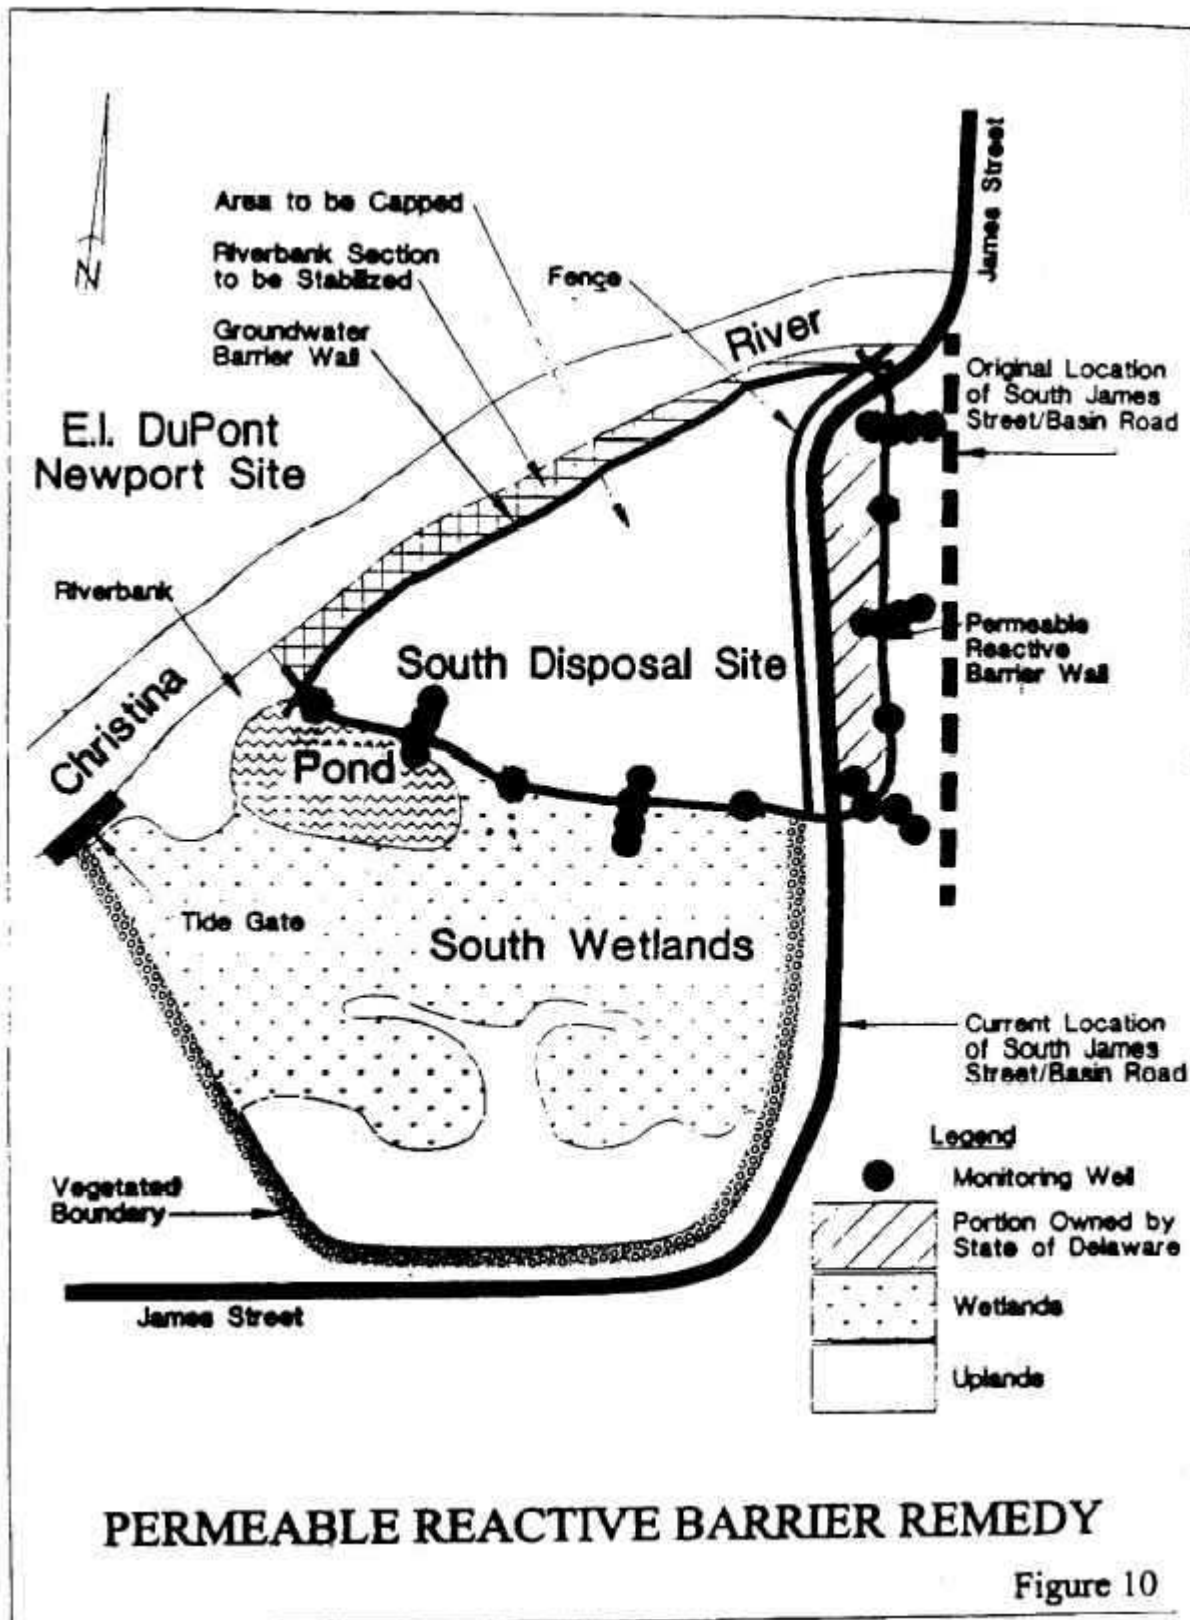 N
James Street
Area to be Capped
Riverbank Section
to be Stabilized
Fence
Groundwater
Barrier Wall
River
Original Location
of South James
Street/Basin Road
E.I. DuPont
Newport Site
Riverbank
Permeable
Reactive
Barrier Wall
South Disposal Site
Christina
Pond
Tide Gate
South Wetlands
Current Location
of South James
Street/Basin Road
Legend
Monitoring Well
Vegetated
Boundary
Portion Owned by
State of Delaware
Wetlands
James Street
Uplands
PERMEABLE REACTIVE BARRIER REMEDY
Figure 10